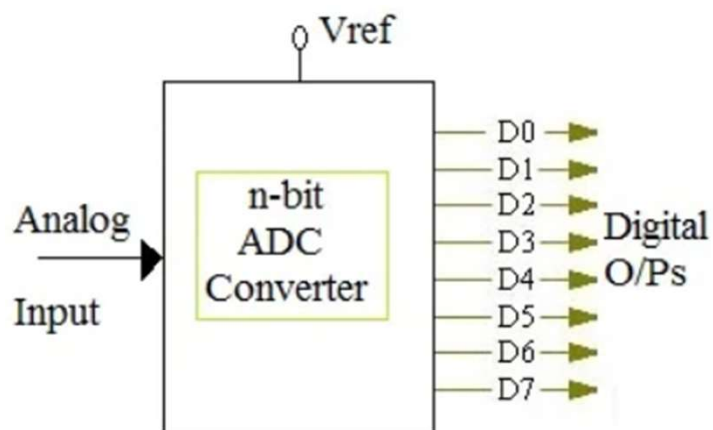 Vref
n-bit
ADC
Converter
Analog
Input
D0
D1
D2
D3
D4
D5
D6
D7
Digital
O/Ps